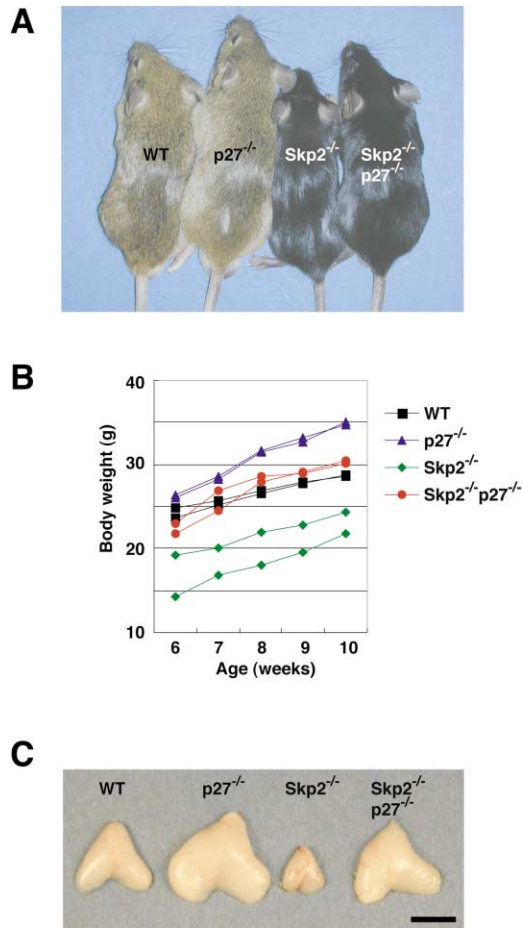 A
WT
p27-/-
Skp2-/-
Skp2-/-
p27-/-
B
40
30
20
10
Body weight (g)
6 7 8 9 10
Age (weeks)
WT
p27-/-
Skp2-/-
Skp2-/-p27-/-
C
WT
p27-/-
Skp2-/-
Skp2-/-
p27-/-